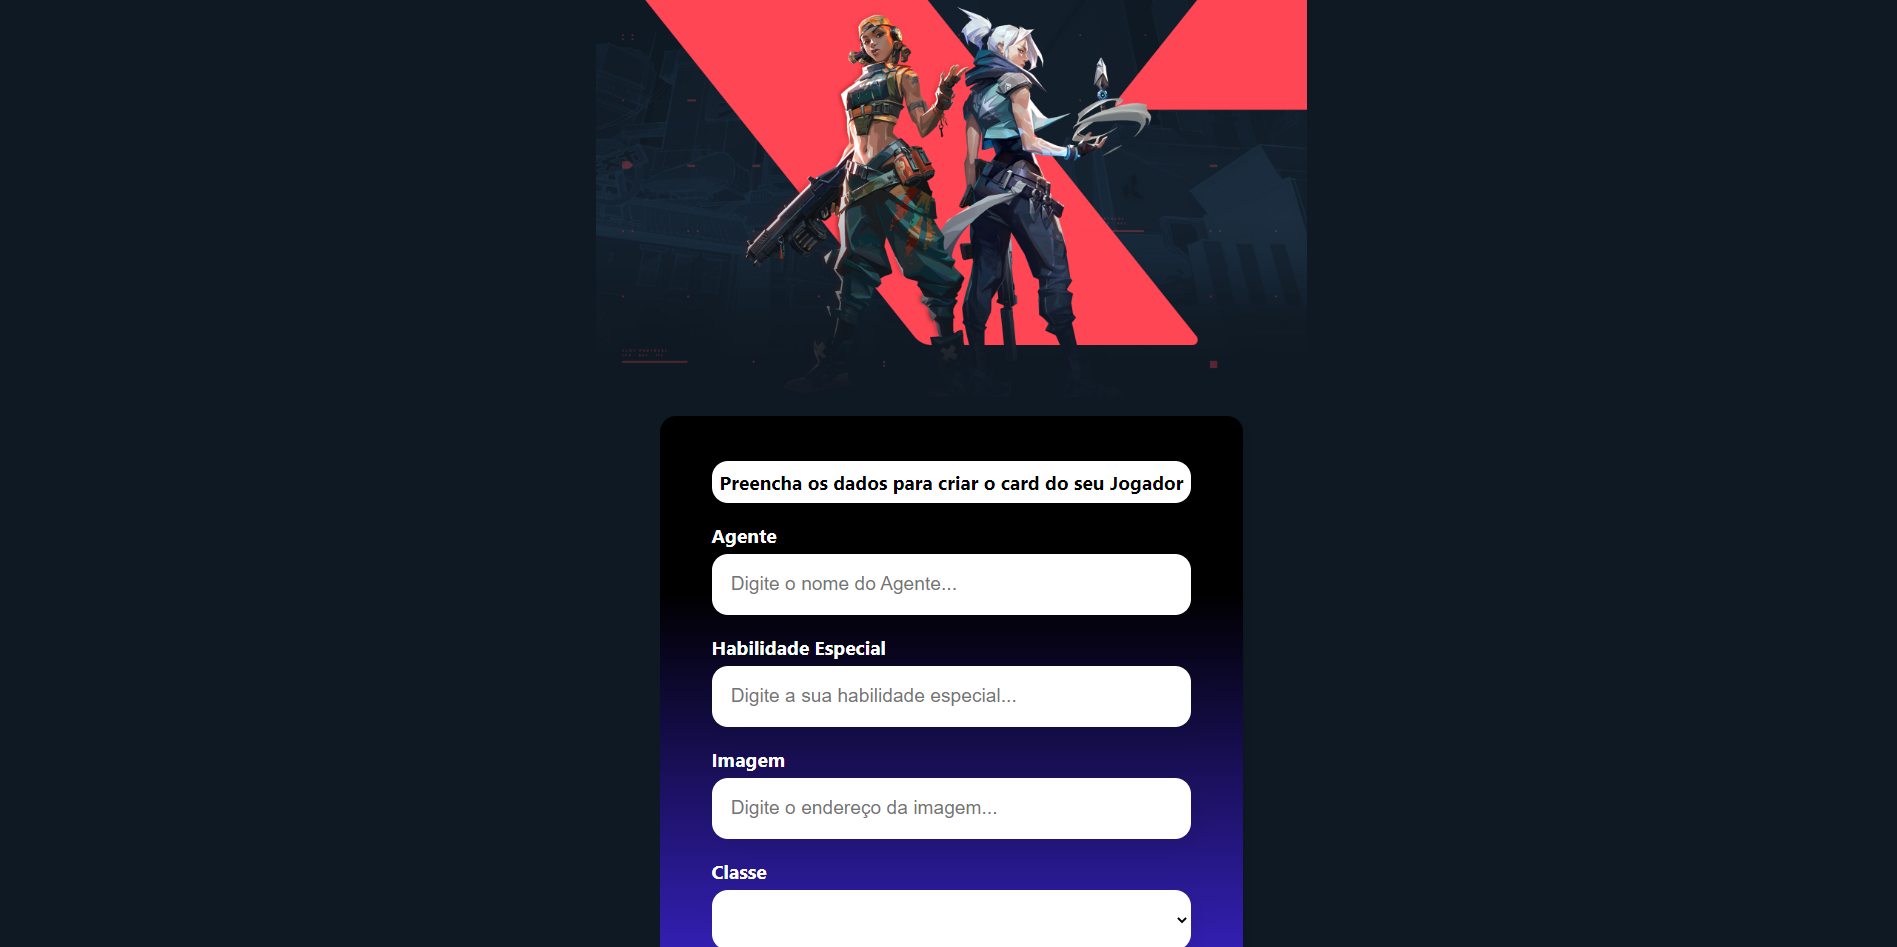 Preencha os dados para criar o card do seu Jogador
Agente
Digite o nome do Agente...
Habilidade Especial
Digite a sua habilidade especial...
Imagem
Digite o endereço da imagem...
Classe